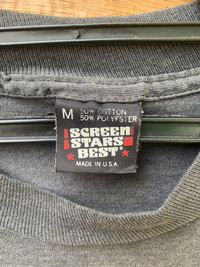 M 50% COTTON
50% POLYESTER
SCREEN
STARS
BEST
MADE IN U.S.A.